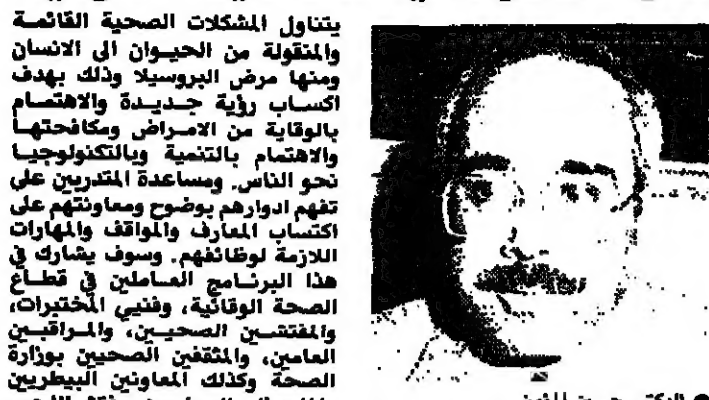 يتناول المشكلات الصحية القائمة
والمنقولة من الحيوان الى الانسان
ومنها مرض البروسيلا وذلك بهدف
اكساب رؤية جديدة والاهتمام
بالوقاية من الامراض ومكافحتها
والاهتمام بالتنمية وبالتكنولوجيا
نحو الناس. ومساعدة المتدربين على
تفهم ادوارهم بوضوح ومعاونتهم على
اكتساب المعارف والمواقف والمهارات
اللازمة لوظائفهم. وسوف يشارك في
هذا البرنامج العاملين في قطاع
الصحة الوقائية، وفنيي المختبرات،
والمفتشين الصحيين، والمراقبين
العامين، والمثقفين الصحيين بوزارة
الصحة وكذلك المعاونين البيطريين
● الدكتور